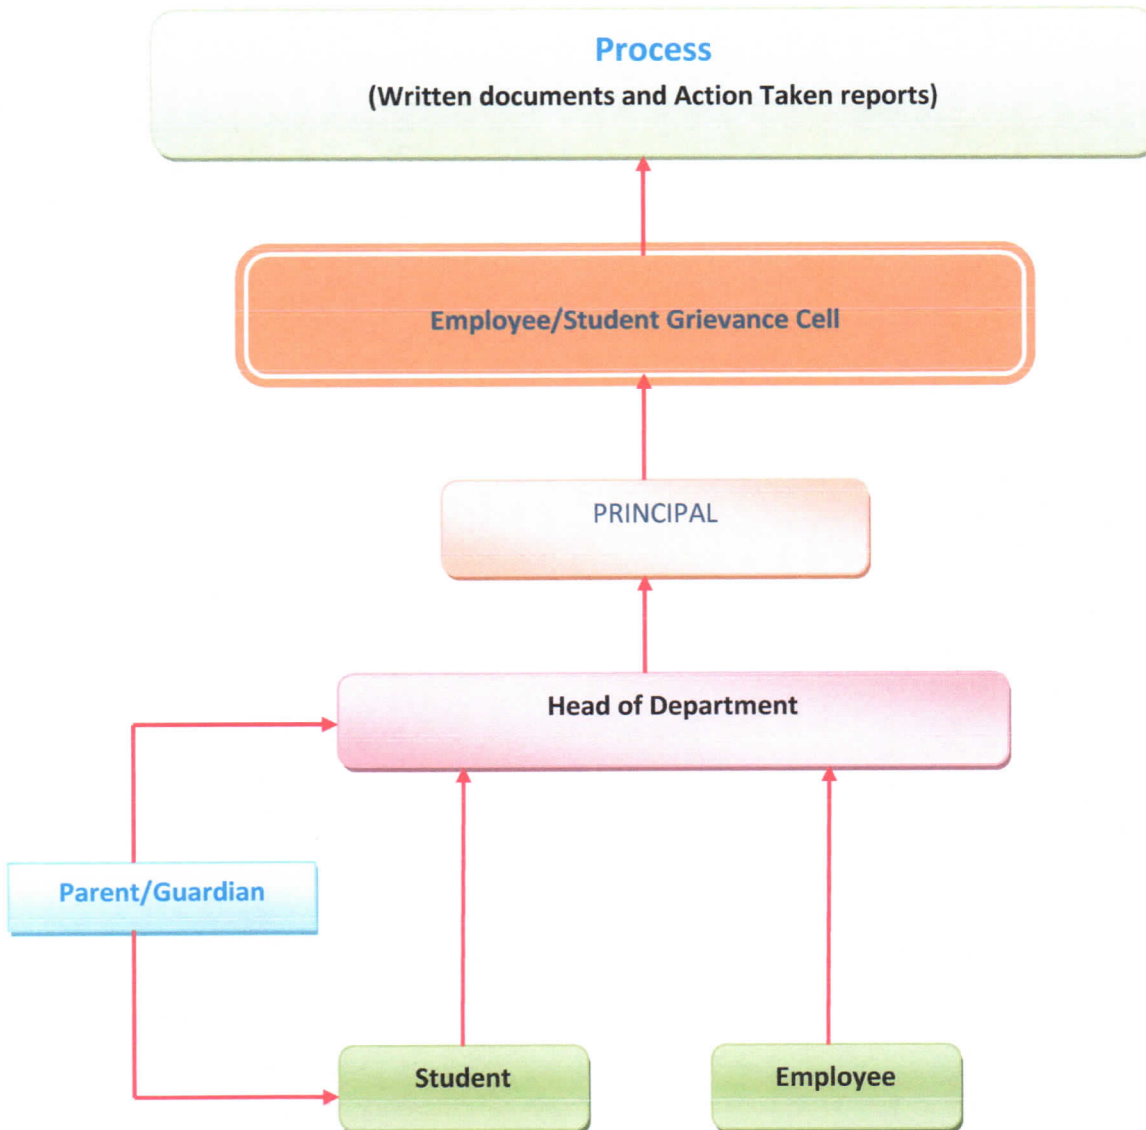 Process
(Written documents and Action Taken reports)
Employee/Student Grievance Cell
PRINCIPAL
Head of Department
Parent/Guardian
Student
Employee